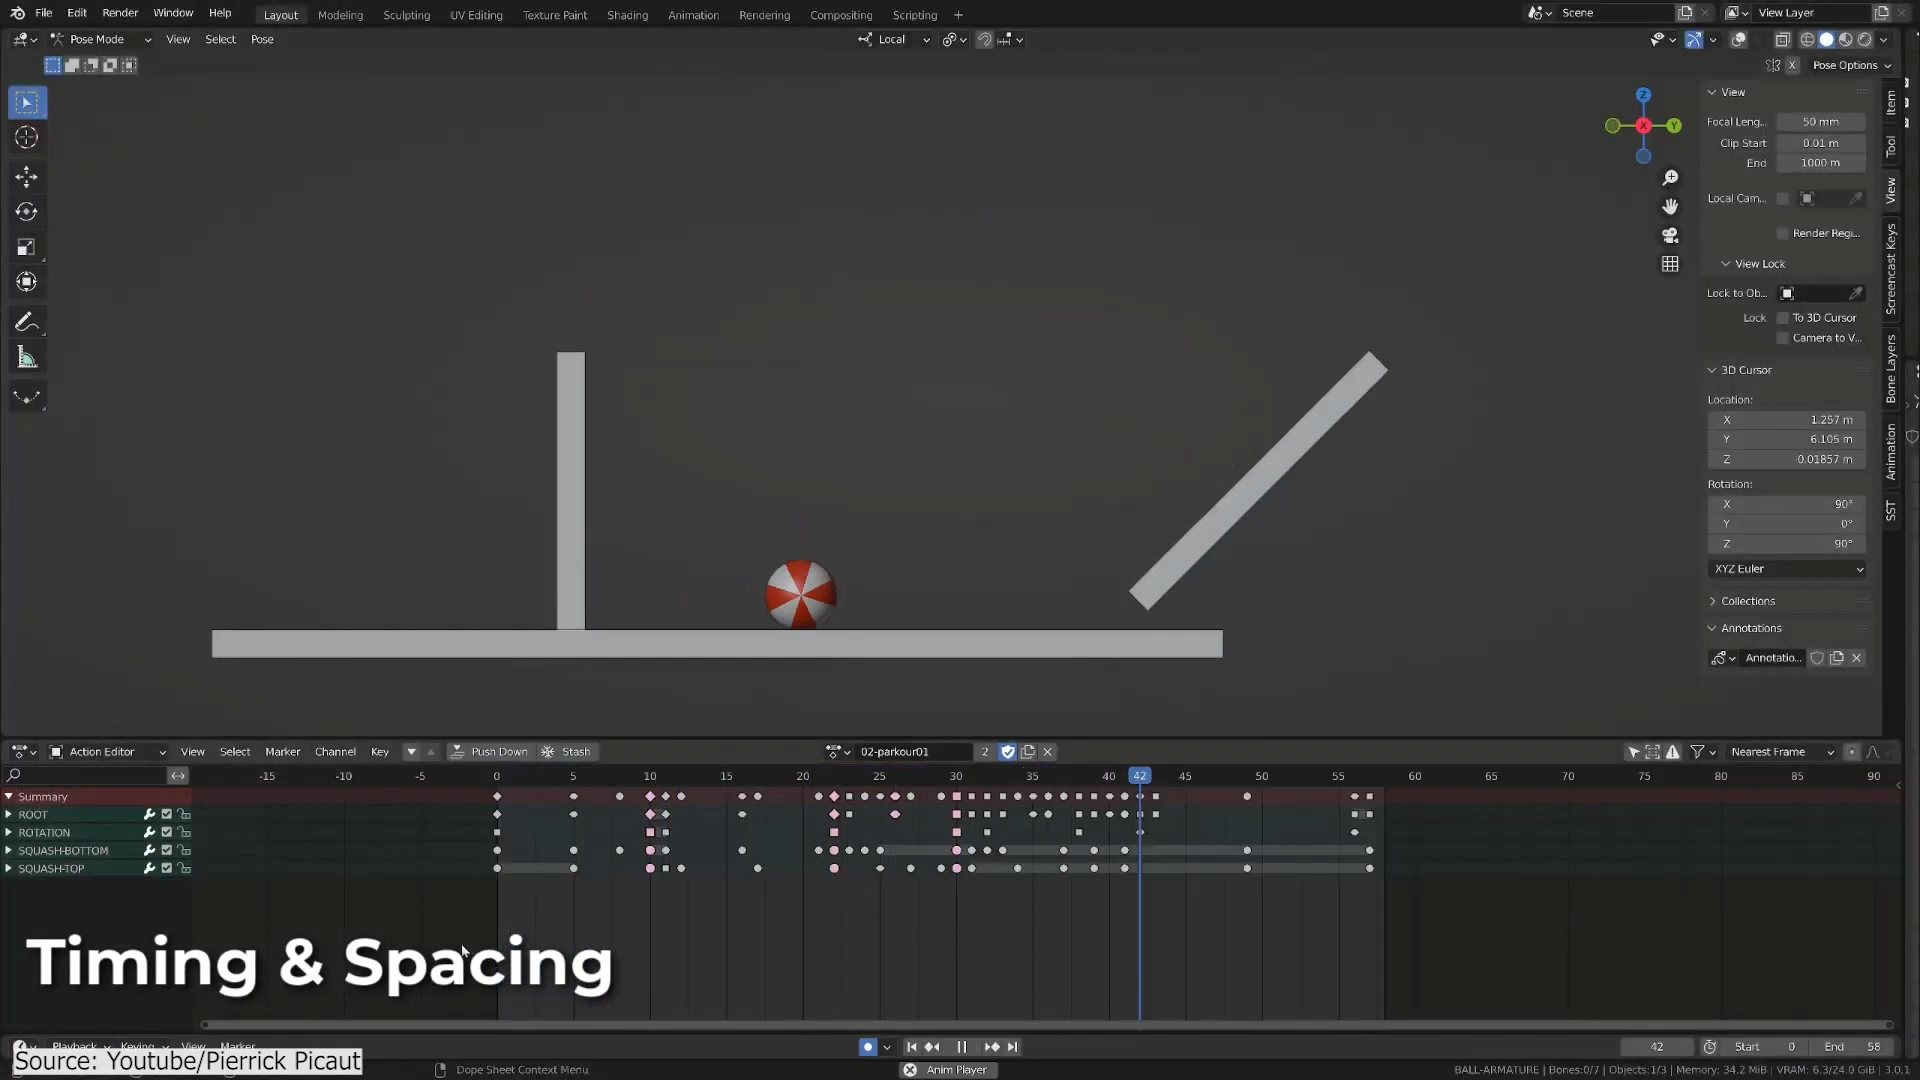 File Edit Render Window Help Layout Modeling Sculpting UV Editing Texture Paint Shading Animation Rendering Compositing Scripting + Scene View Layer
Pose Mode View Select Pose Local
X Pose Options
View
Focal Leng... 50 mm
Clip Start 0.01 m
End 1000 m
Local Cam...
Render Regi...
View Lock
Lock to Ob...
Lock To 3D Cursor
Camera to V...
3D Cursor
Location:
X 1.257 m
Y 6.105 m
Z 0.01857 m
Rotation:
X 90°
Y 0°
Z 90°
XYZ Euler
Collections
Annotations
Annotatio...
Item
Tool
View
Screencast Keys
Bone Layers
Animation
SST
Z
X
Y
Action Editor View Select Marker Channel Key Push Down Stash 02-parkour01 2 Nearest Frame
-15 -10 -5 0 5 10 15 20 25 30 35 40 42 45 50 55 60 65 70 75 80 85 90
Summary
ROOT
ROTATION
SQUASH-BOTTOM
SQUASH-TOP
Timing & Spacing
Playback Keying View Marker 42 Start 0 End 58
Source: Youtube/Pierrick Picaut
Dope Sheet Context Menu Anim Player BALL-ARMATURE | Bones:0/7 | Objects:1/3 | Memory: 34.2 MiB | VRAM: 6.3/24.0 GiB | 3.0.1